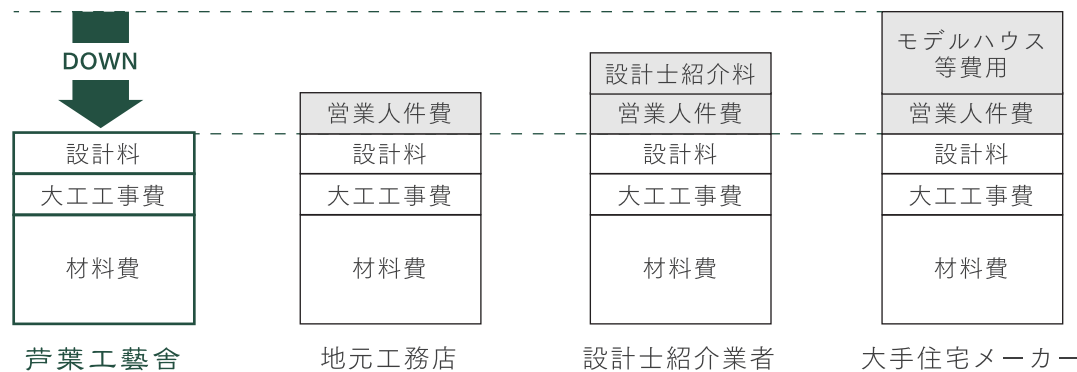 DOWN
設計料
大工工事費
材料費
芦葉工藝舎
営業人件費
設計料
大工工事費
材料費
地元工務店
設計士紹介料
営業人件費
設計料
大工工事費
材料費
設計士紹介業者
モデルハウス
等費用
営業人件費
設計料
大工工事費
材料費
大手住宅メーカー